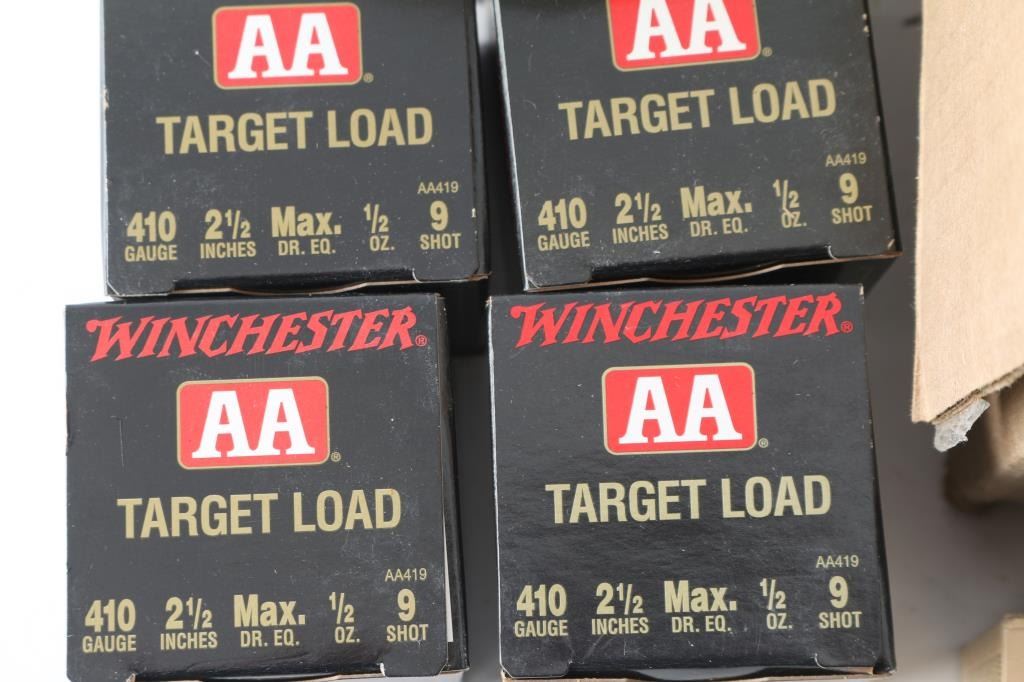 AA
®
TARGET LOAD
AA419
410 2½ Max. ½ 9
GAUGE INCHES DR. EQ. OZ. SHOT
AA
®
TARGET LOAD
AA419
410 2½ Max. ½ 9
GAUGE INCHES DR. EQ. OZ. SHOT
WINCHESTER®
AA
®
TARGET LOAD
AA419
410 2½ Max. ½ 9
GAUGE INCHES DR. EQ. OZ. SHOT
WINCHESTER®
AA
®
TARGET LOAD
AA419
410 2½ Max. ½ 9
GAUGE INCHES DR. EQ. OZ. SHOT